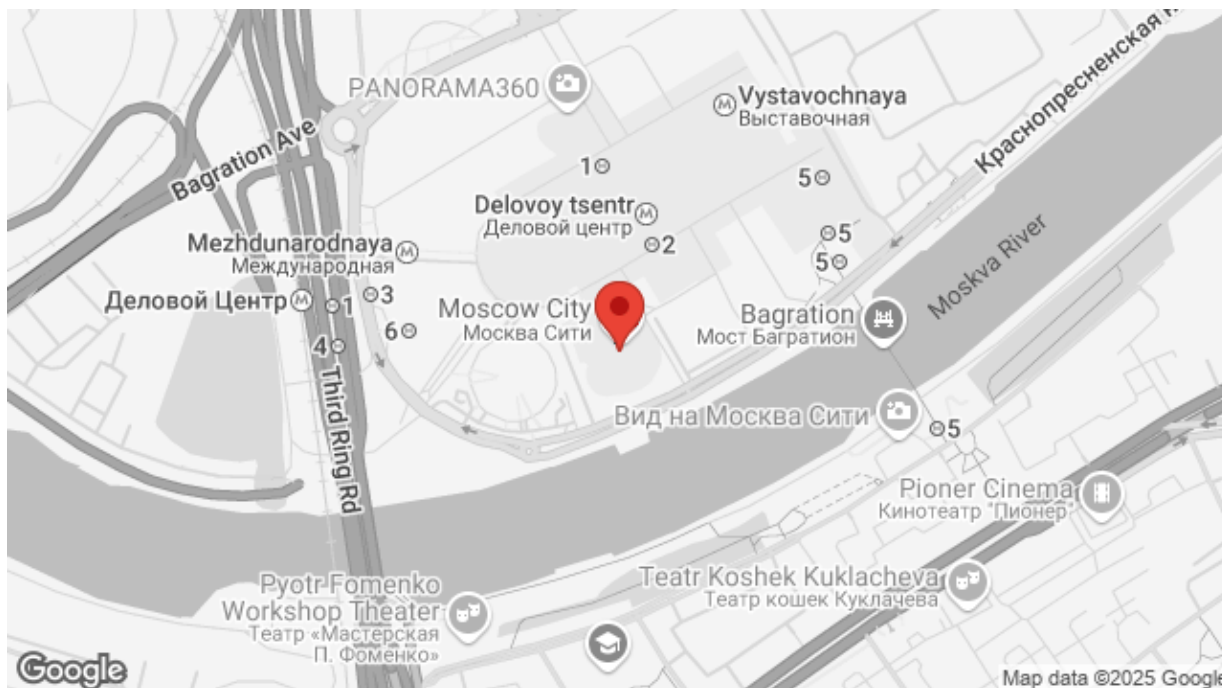 Краснопресненская н
PANORAMA360
Vystavochnaya
Выставочная
Bagration Ave
1
5
Delovoy tsentr
Деловой центр
2
5
5
Mezhdunarodnaya
Международная
Moskva River
Деловой Центр
1
3
Moscow City
Москва Сити
6
4
Bagration
Мост Багратион
Third Ring Rd
Вид на Москва Сити
5
Pioner Cinema
Кинотеатр "Пионер"
Pyotr Fomenko
Workshop Theater
Театр «Мастерская
П. Фоменко»
Teatr Koshek Kuklacheva
Театр кошек Куклачева
Google
Map data ©2025 Google